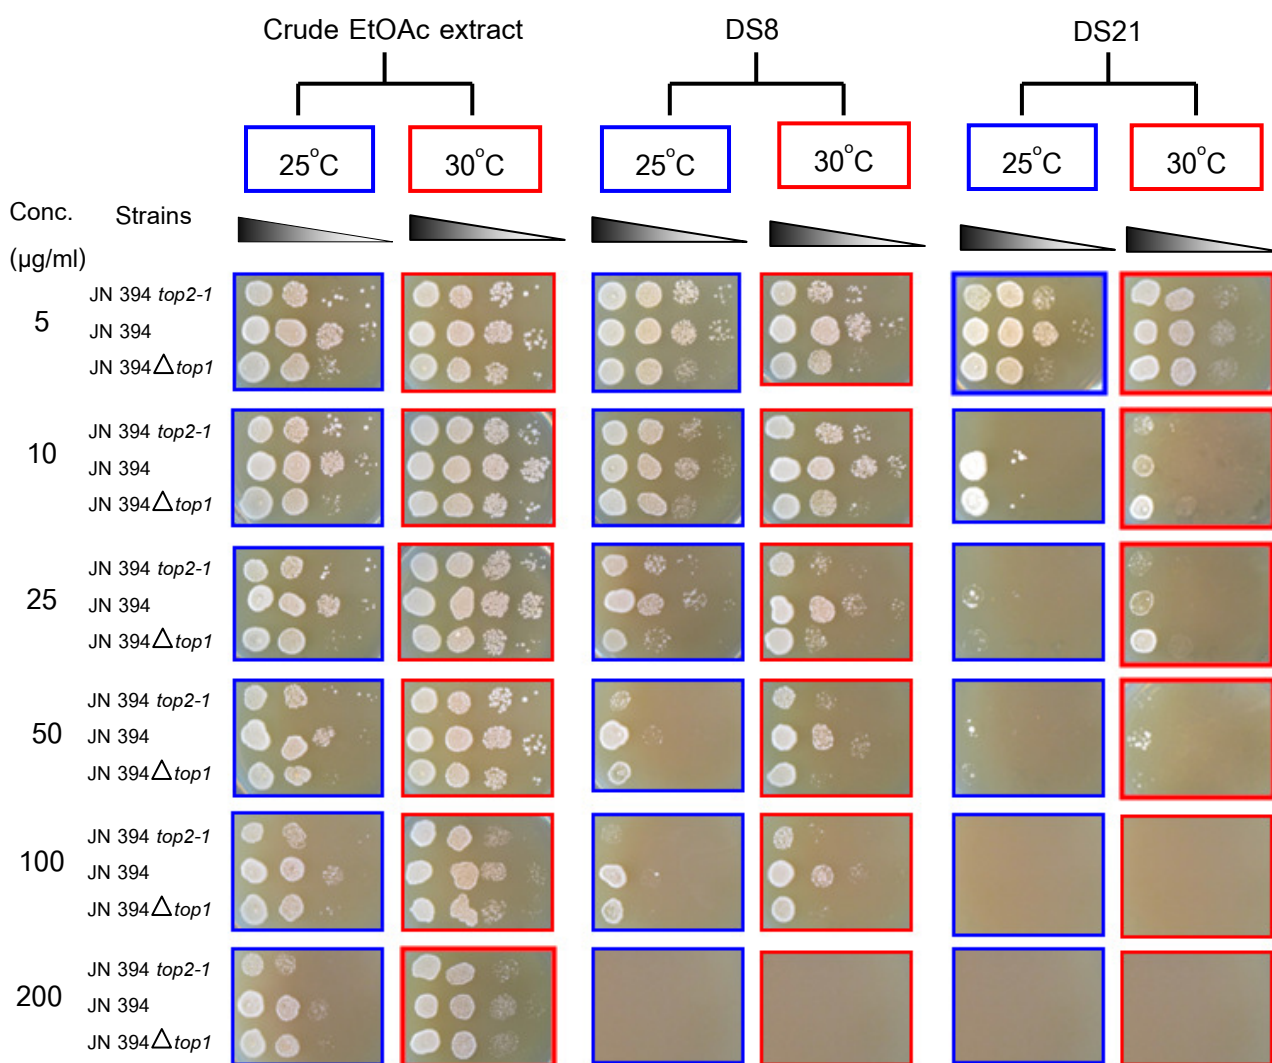 Crude EtOAc extract DS8 DS21
25°C 30°C 25°C 30°C 25°C 30°C
Conc. Strains
(µg/ml)
JN 394 top2-1
5 JN 394
JN 394 △ top1
JN 394 top2-1
10 JN 394
JN 394 △ top1
JN 394 top2-1
25 JN 394
JN 394 △ top1
JN 394 top2-1
50 JN 394
JN 394 △ top1
JN 394 top2-1
100 JN 394
JN 394 △ top1
JN 394 top2-1
200 JN 394
JN 394 △ top1